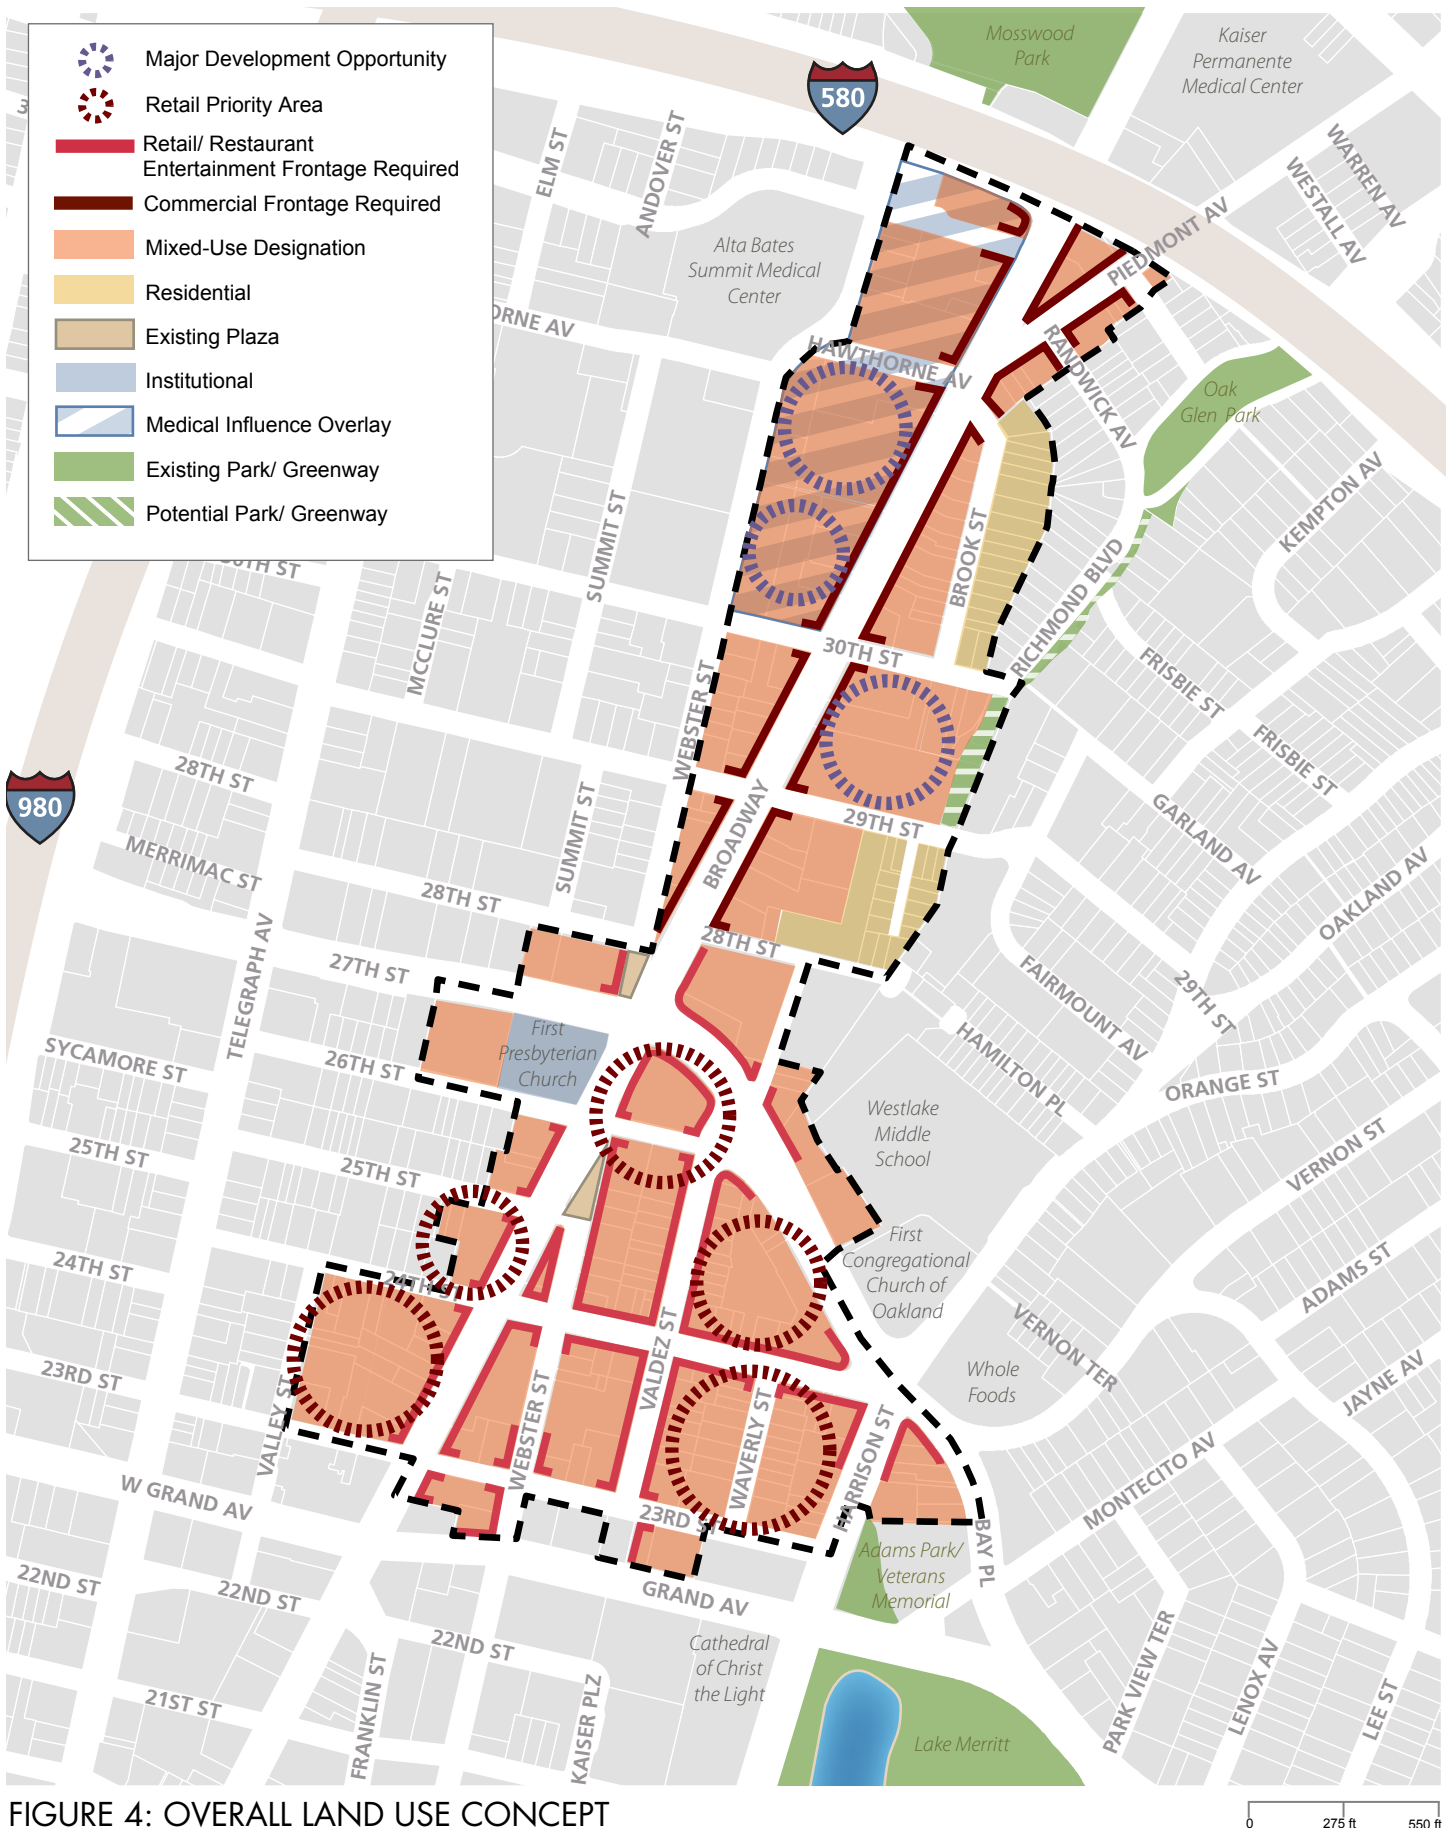 Major Development Opportunity
Retail Priority Area
Retail/ Restaurant
Entertainment Frontage Required
Commercial Frontage Required
Mixed-Use Designation
Residential
Existing Plaza
Institutional
Medical Influence Overlay
Existing Park/ Greenway
Potential Park/ Greenway
Mosswood
Park
Kaiser
Permanente
Medical Center
580
ELM ST
ANDOVER ST
WARREN AV
WESTALL AV
PIEDMONT AV
Alta Bates
Summit Medical
Center
ORNE AV
HAWTHORNE AV
RANDWICK AV
Oak
Glen Park
KEMPTON AV
SUMMIT ST
BROOK ST
RICHMOND BLVD
TH ST
MCCLURE ST
30TH ST
FRISBIE ST
FRISBIE ST
WEBSTER ST
28TH ST
980
SUMMIT ST
BROADWAY
29TH ST
GARLAND AV
MERRIMAC ST
28TH ST
OAKLAND AV
28TH ST
TELEGRAPH AV
27TH ST
FAIRMOUNT AV
29TH ST
First
Presbyterian
Church
HAMILTON PL
SYCAMORE ST
26TH ST
ORANGE ST
Westlake
Middle
School
25TH ST
25TH ST
VERNON ST
First
Congregational
Church of
Oakland
24TH ST
24TH ST
ADAMS ST
VALDEZ ST
VERNON TER
Whole
Foods
23RD ST
JAYNE AV
VALLEY ST
WEBSTER ST
WAVERLY ST
HARRISON ST
MONTECITO AV
W GRAND AV
23RD ST
BAY PL
Adams Park/
Veterans
Memorial
22ND ST
22ND ST
GRAND AV
22ND ST
Cathedral
of Christ
the Light
PARK VIEW TER
LENOX AV
LEE ST
21ST ST
FRANKLIN ST
KAISER PLZ
Lake Merritt
FIGURE 4: OVERALL LAND USE CONCEPT
0 275 ft 550 ft